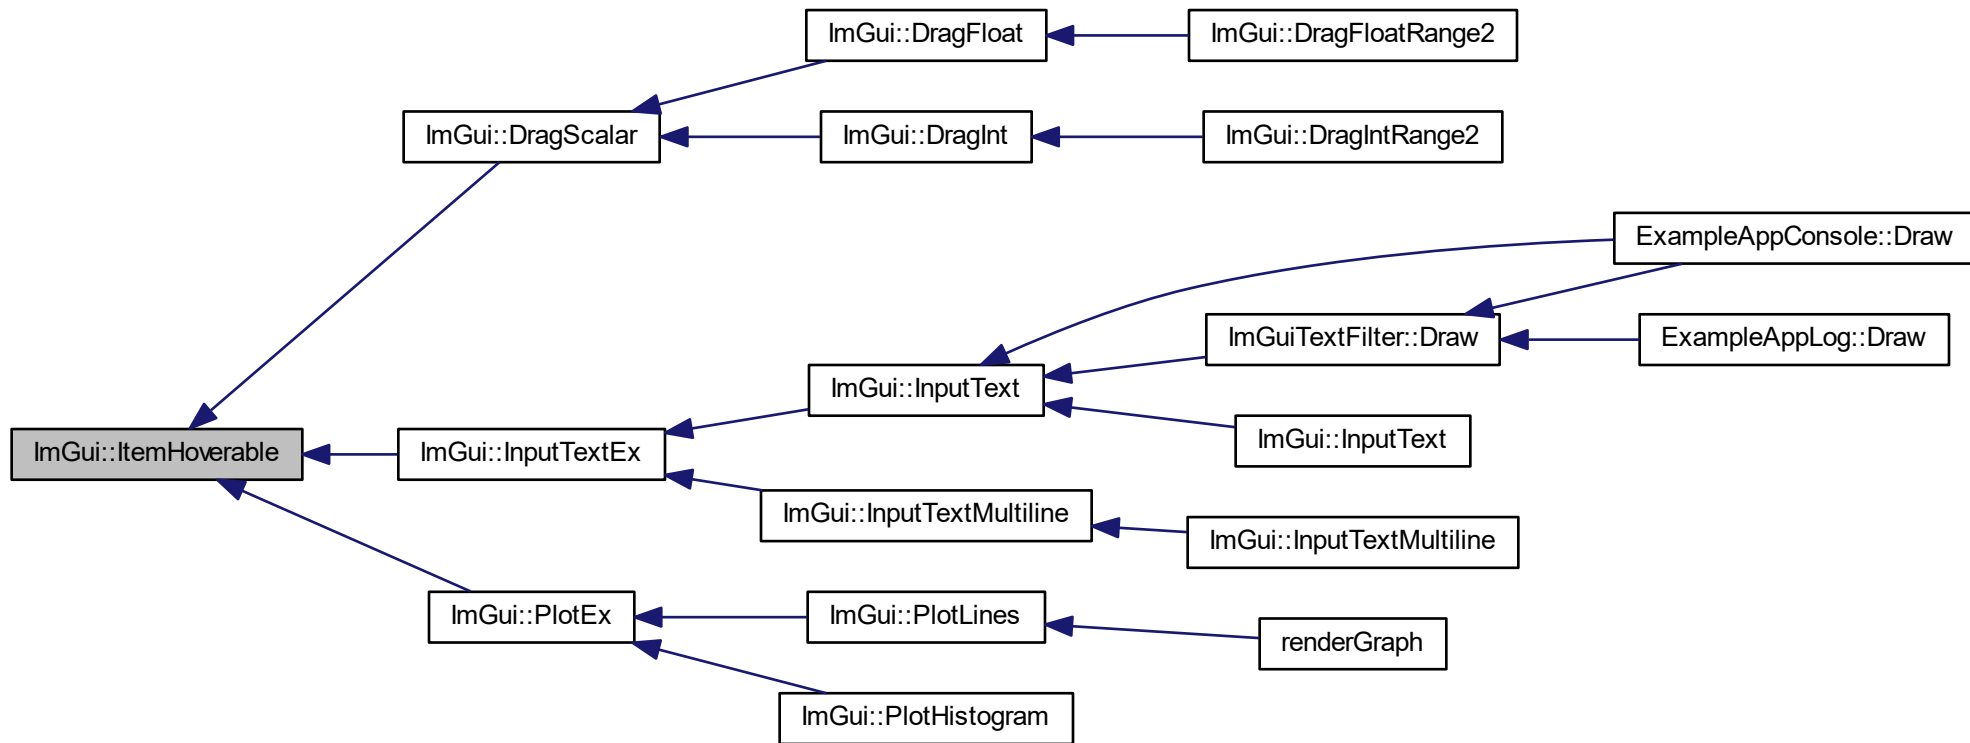 ImGui::DragFloat
ImGui::DragFloatRange2
ImGui::DragScalar
ImGui::DragInt
ImGui::DragIntRange2
ExampleAppConsole::Draw
ImGuiTextFilter::Draw
ExampleAppLog::Draw
ImGui::InputText
ImGui::ItemHoverable
ImGui::InputTextEx
ImGui::InputText
ImGui::InputTextMultiline
ImGui::InputTextMultiline
ImGui::PlotEx
ImGui::PlotLines
renderGraph
ImGui::PlotHistogram